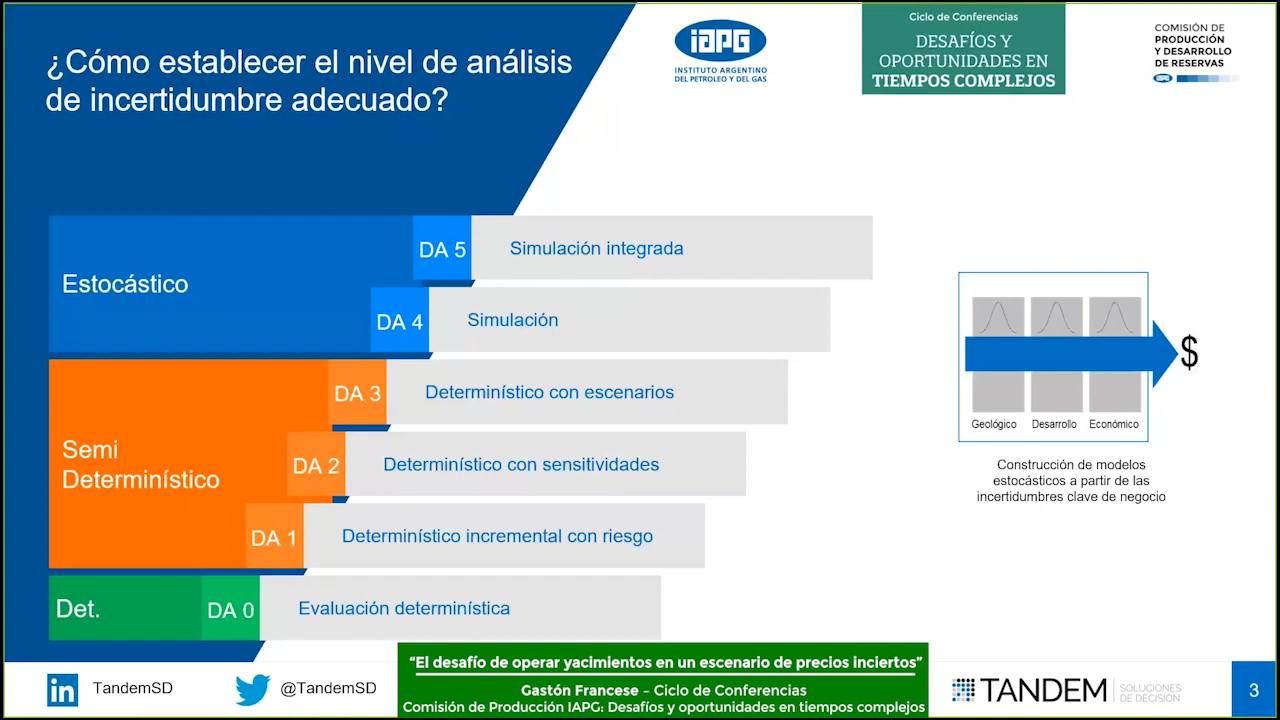 ¿Cómo establecer el nivel de análisis
de incertidumbre adecuado?
iAPG
INSTITUTO ARGENTINO
DEL PETROLEO Y DEL GAS
Ciclo de Conferencias
DESAFÍOS Y
OPORTUNIDADES EN
TIEMPOS COMPLEJOS
COMISIÓN DE
PRODUCCIÓN
Y DESARROLLO
DE RESERVAS
Estocástico
DA 5 Simulación integrada
DA 4 Simulación
Semi
Determinístico
DA 3 Determinístico con escenarios
DA 2 Determinístico con sensitividades
DA 1 Determinístico incremental con riesgo
Det.
DA 0 Evaluación determinística
$
Geológico Desarrollo Económico
Construcción de modelos
estocásticos a partir de las
incertidumbres clave de negocio
TandemSD
@TandemSD
“El desafío de operar yacimientos en un escenario de precios inciertos”
Gastón Francese – Ciclo de Conferencias
Comisión de Producción IAPG: Desafíos y oportunidades en tiempos complejos
TANDEM
SOLUCIONES
DE DECISIÓN
3